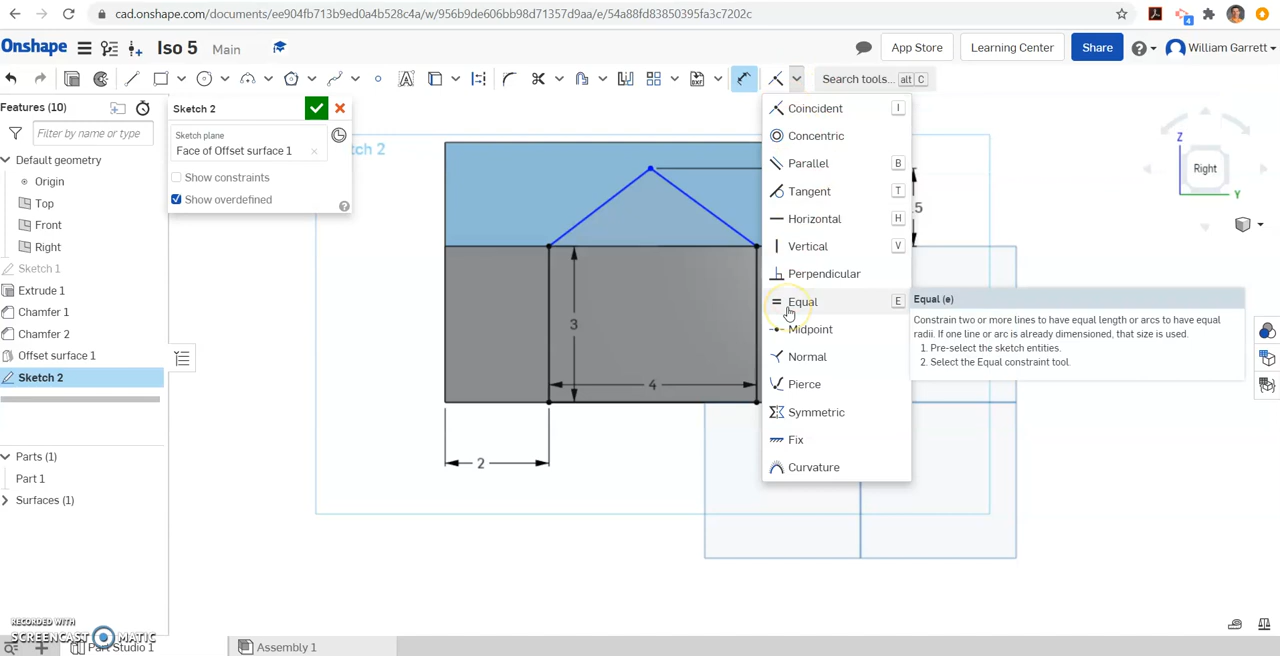 cad.onshape.com/documents/ee904fb713b9ed0a4b528c4a/w/956b9de606bb98d71357d9aa/e/54a88fd83850395fa3c7202c
4
Onshape
Iso 5
Main
App Store
Learning Center
Share
William Garrett
Search tools...
alt
C
Features (10)
Filter by name or type
Default geometry
Origin
Top
Front
Right
Sketch 1
Extrude 1
Chamfer 1
Chamfer 2
Offset surface 1
Sketch 2
Parts (1)
Part 1
Surfaces (1)
Sketch 2
Sketch plane
Face of Offset surface 1
Show constraints
Show overdefined
tch 2
3
4
2
5
Coincident I
Concentric
Parallel B
Tangent T
Horizontal H
Vertical V
Perpendicular
Equal E
Midpoint
Normal
Pierce
Symmetric
Fix
Curvature
Equal (e)
Constrain two or more lines to have equal length or arcs to have equal
radii. If one line or arc is already dimensioned, that size is used.
1. Pre-select the sketch entities.
2. Select the Equal constraint tool.
Z
Right
Y
RECORDED WITH
SCREENCAST MATIC
Part Studio 1
Assembly 1